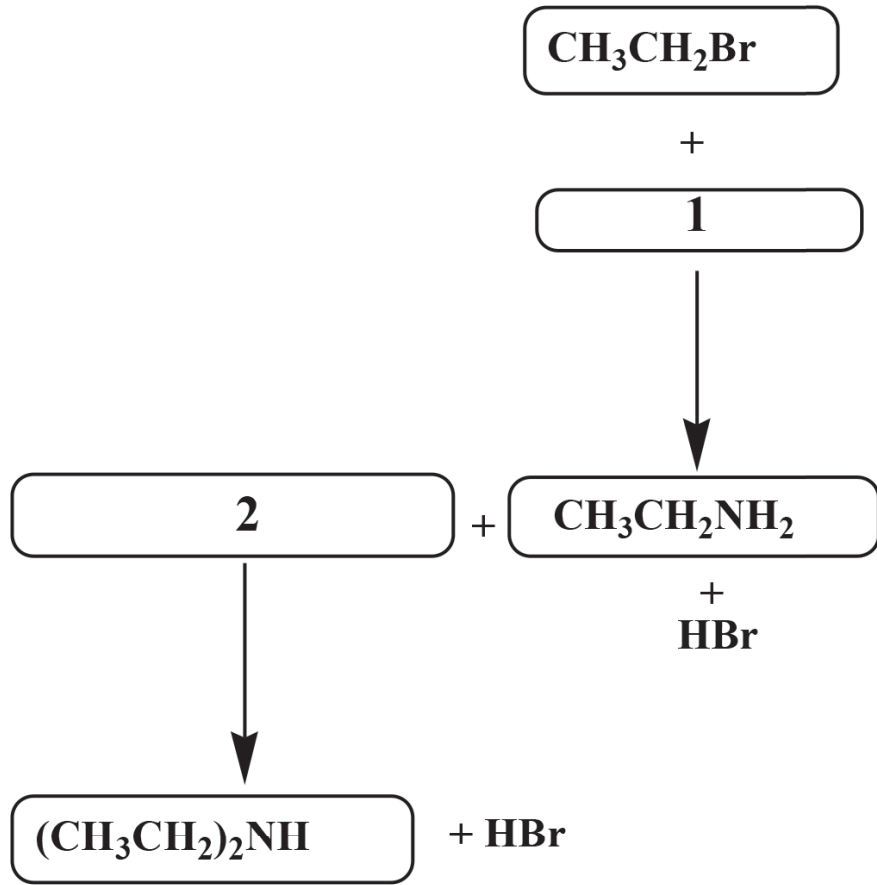 CH₃CH₂Br
+
1
2 + CH₃CH₂NH₂
+
HBr
(CH₃CH₂)₂NH + HBr